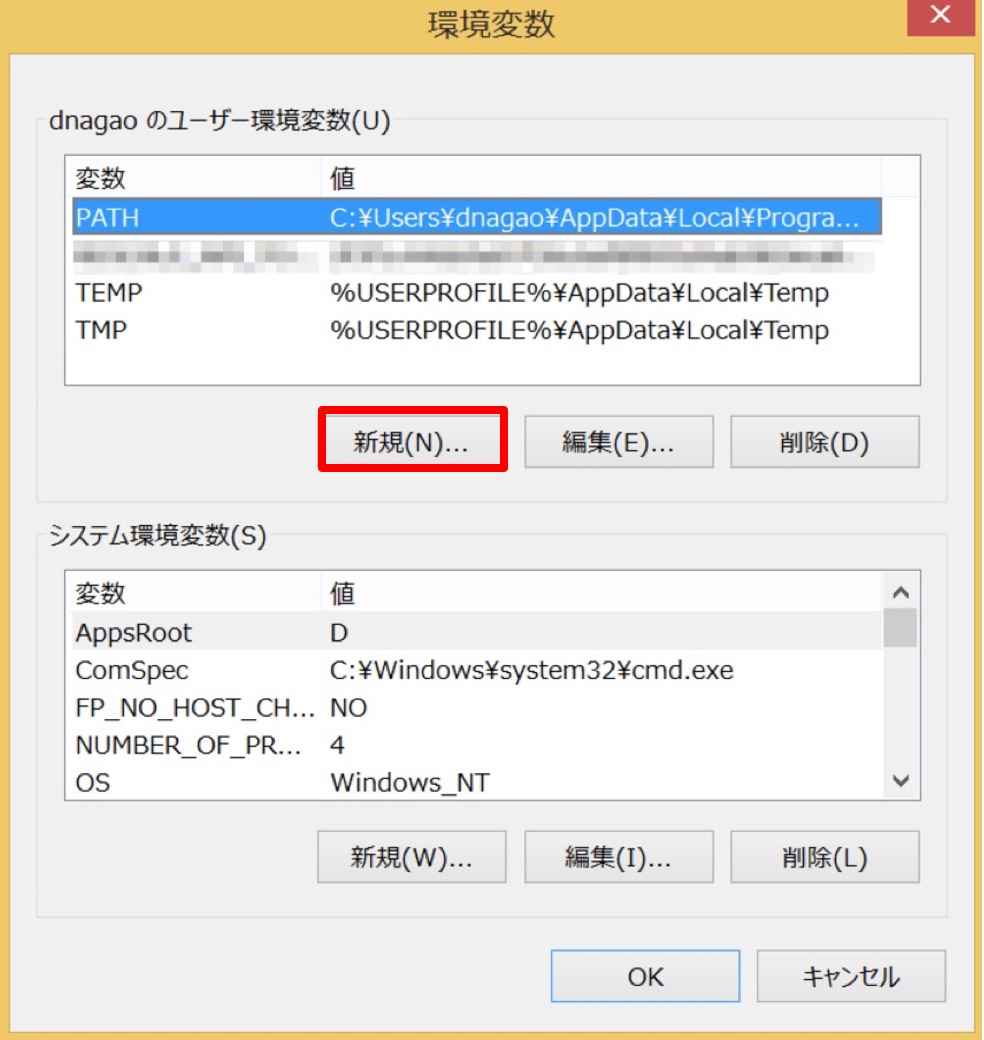 環境変数
dnagao のユーザー環境変数(U)
変数 値
PATH C:¥Users¥dnagao¥AppData¥Local¥Progra...
TEMP %USERPROFILE%¥AppData¥Local¥Temp
TMP %USERPROFILE%¥AppData¥Local¥Temp
新規(N)... 編集(E)... 削除(D)
システム環境変数(S)
変数 値
AppsRoot D
ComSpec C:¥Windows¥system32¥cmd.exe
FP_NO_HOST_CH... NO
NUMBER_OF_PR... 4
OS Windows_NT
新規(W)... 編集(I)... 削除(L)
OK キャンセル